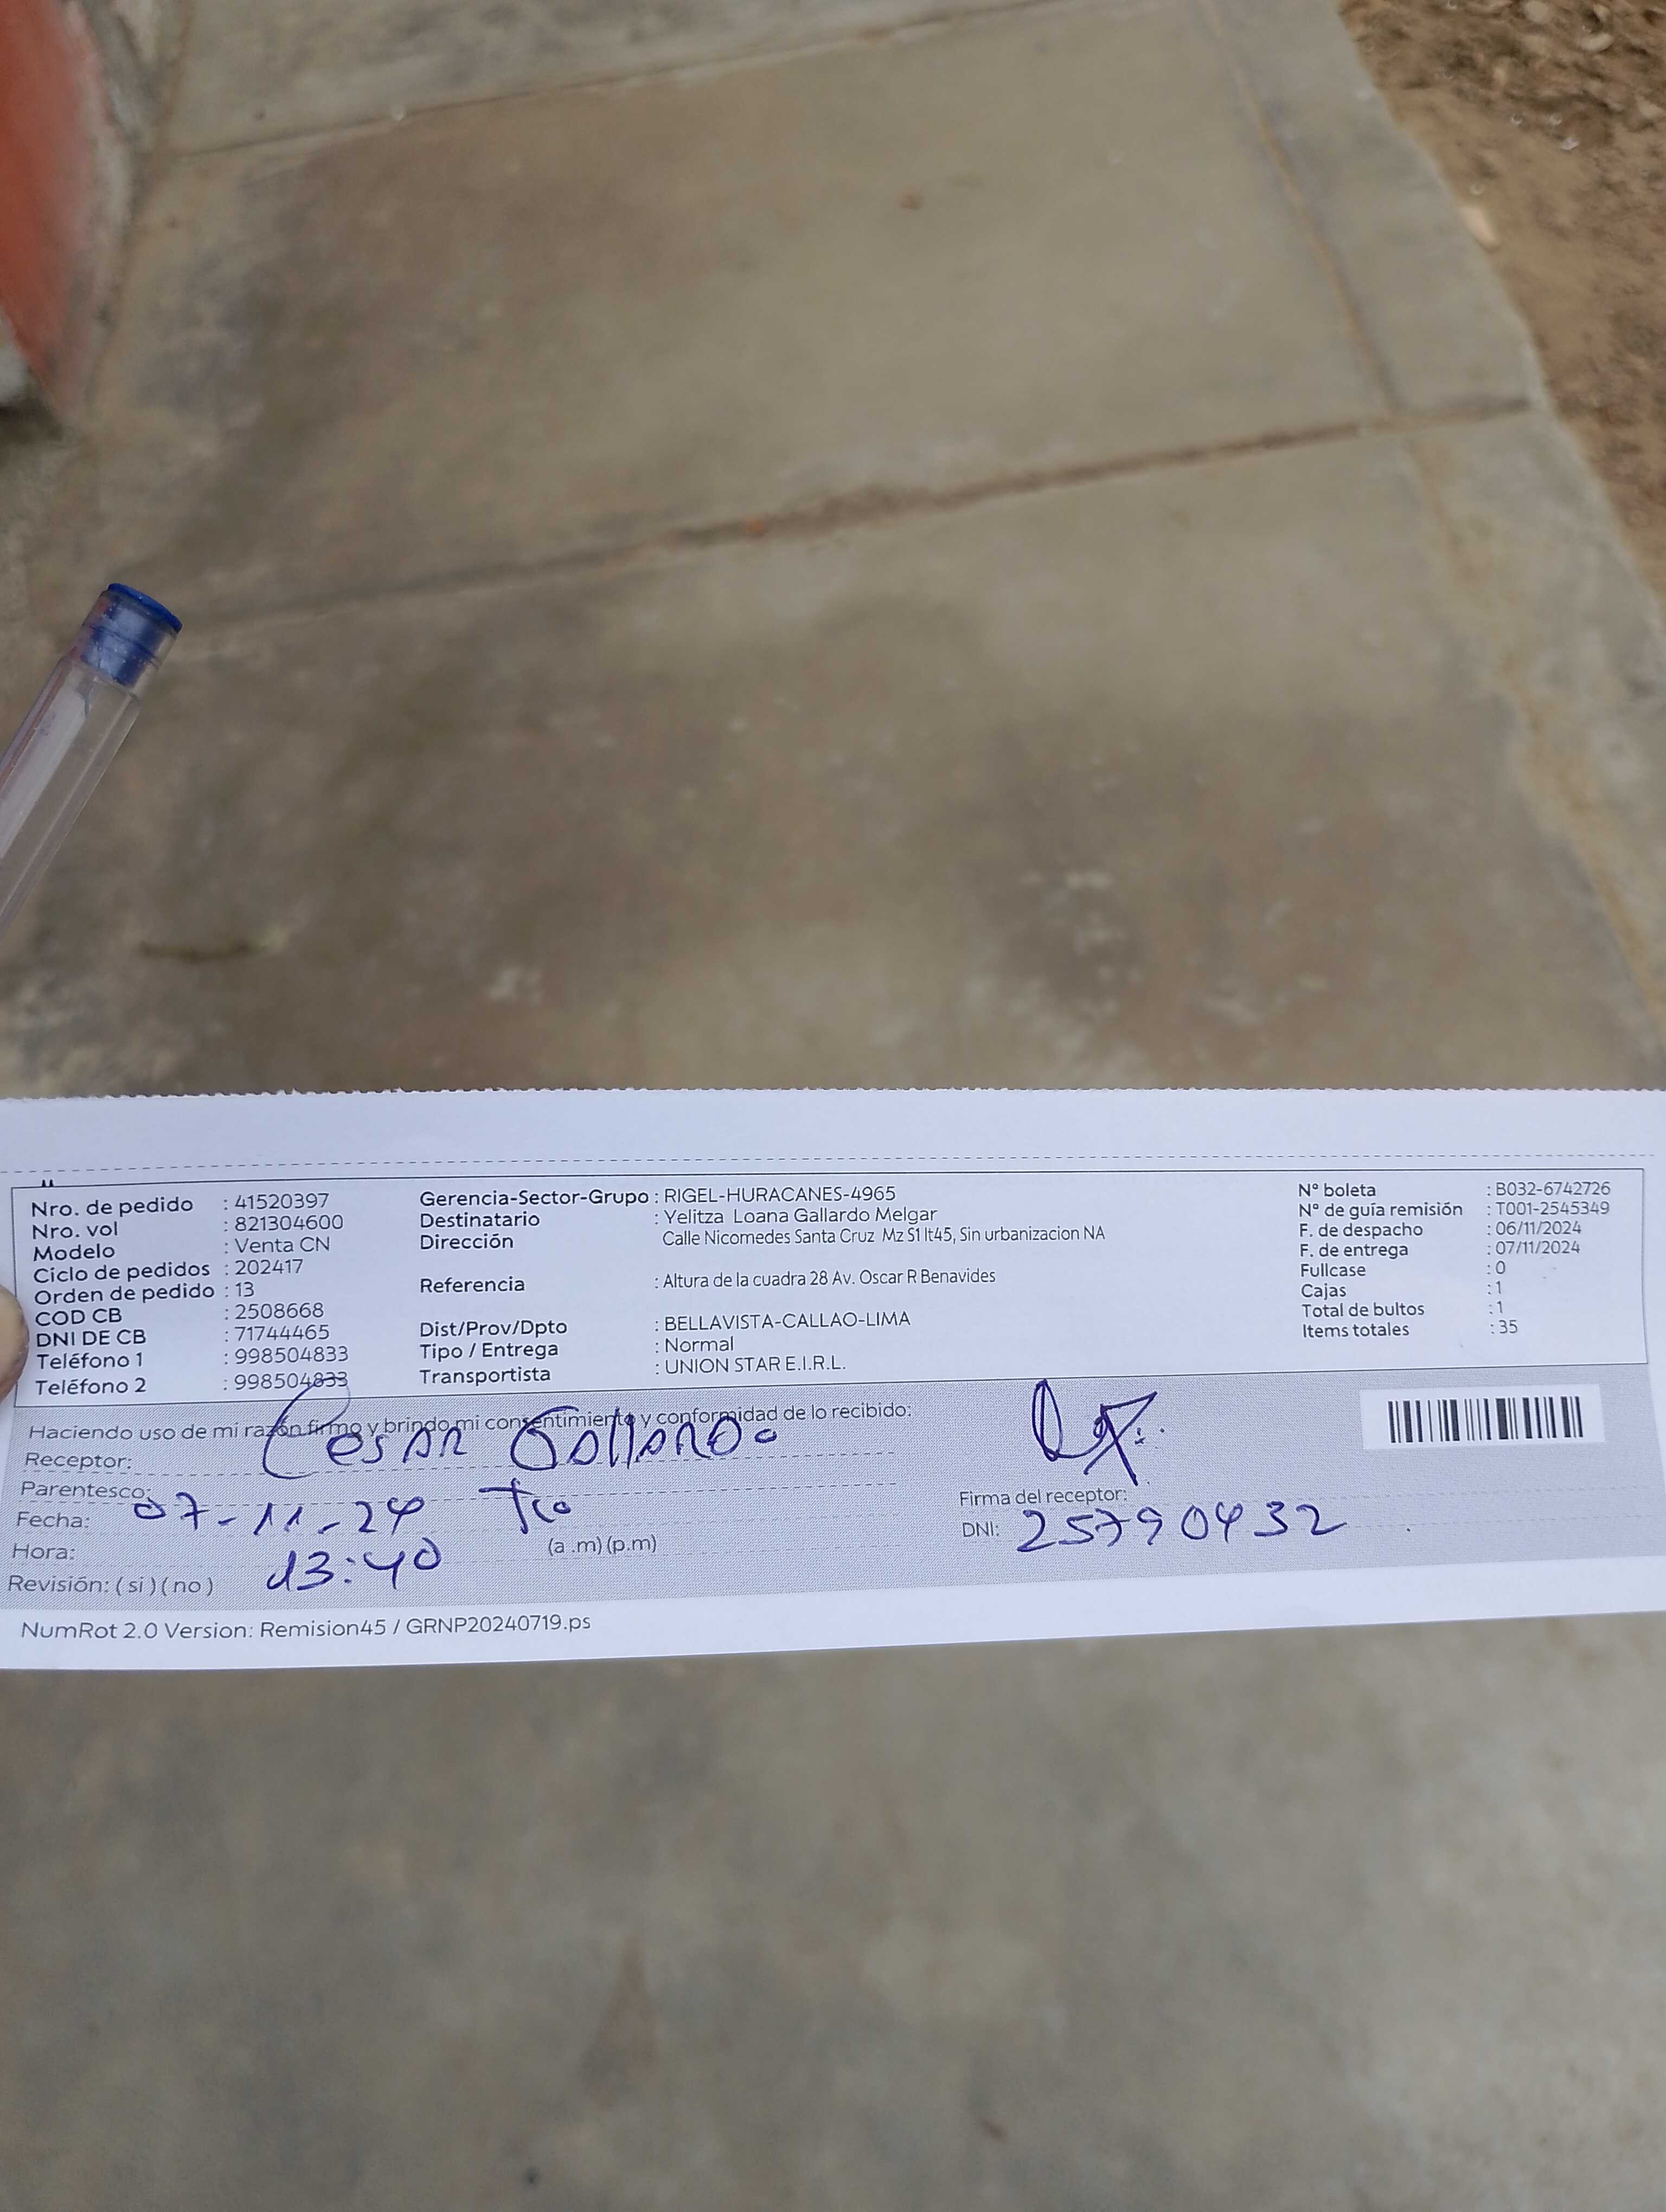 Nro. de pedido : 41520397
Nro. vol : 821304600
Modelo : Venta CN
Ciclo de pedidos : 202417
Orden de pedido : 13
COD CB : 2508668
DNI DE CB : 71744465
Teléfono 1 : 998504833
Teléfono 2 : 998504833
Gerencia-Sector-Grupo : RIGEL-HURACANES-4965
Destinatario : Yelitza Loana Gallardo Melgar
Dirección : Calle Nicomedes Santa Cruz Mz S1 lt45, Sin urbanizacion NA
Referencia : Altura de la cuadra 28 Av. Oscar R Benavides
Dist/Prov/Dpto : BELLAVISTA-CALLAO-LIMA
Tipo / Entrega : Normal
Transportista : UNION STAR E.I.R.L.
N° boleta : B032-6742726
N° de guía remisión : T001-2545349
F. de despacho : 06/11/2024
F. de entrega : 07/11/2024
Fullcase : 0
Cajas : 1
Total de bultos : 1
Items totales : 35
Haciendo uso de mi razón firmo y brindo mi consentimiento y conformidad de lo recibido:
Receptor: Cesar Gallardo
Parentesco:
Fecha: 07-11-24
Hora: 13:40 (a .m) (p.m)
Revisión: ( si ) ( no )
Firma del receptor:
DNI: 25790432
NumRot 2.0 Version: Remision45 / GRNP20240719.ps